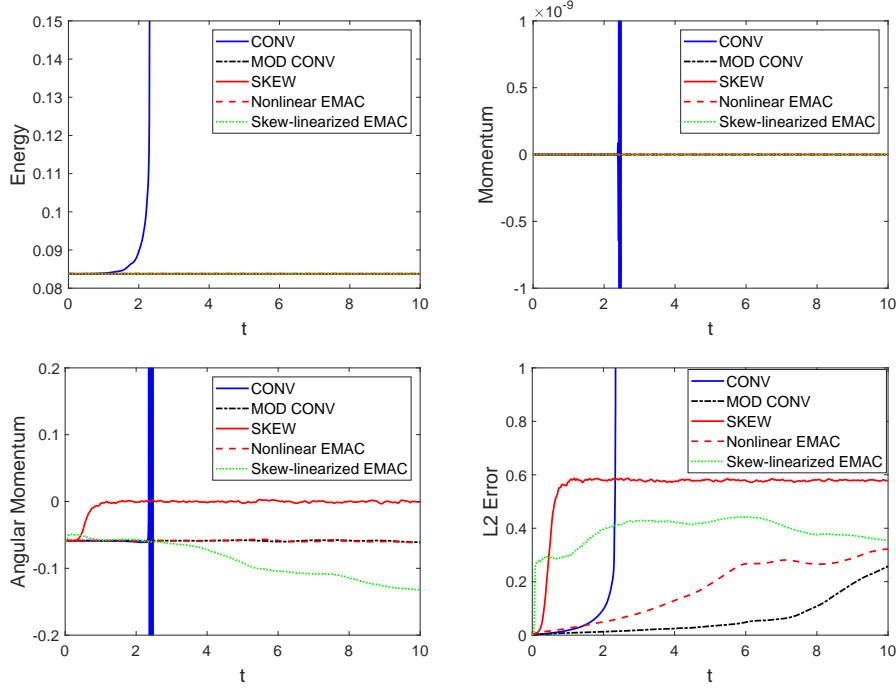 0.15
0.14
0.13
0.12
0.11
0.1
0.09
0.08
Energy
0
2
4
6
8
10
t
CONV
MOD CONV
SKEW
Nonlinear EMAC
Skew-linearized EMAC
×10⁻⁹
1
0.5
0
-0.5
-1
Momentum
0
2
4
6
8
10
t
CONV
MOD CONV
SKEW
Nonlinear EMAC
Skew-linearized EMAC
0.2
0.1
0
-0.1
-0.2
Angular Momentum
0
2
4
6
8
10
t
CONV
MOD CONV
SKEW
Nonlinear EMAC
Skew-linearized EMAC
1
0.8
0.6
0.4
0.2
0
L2 Error
0
2
4
6
8
10
t
CONV
MOD CONV
SKEW
Nonlinear EMAC
Skew-linearized EMAC